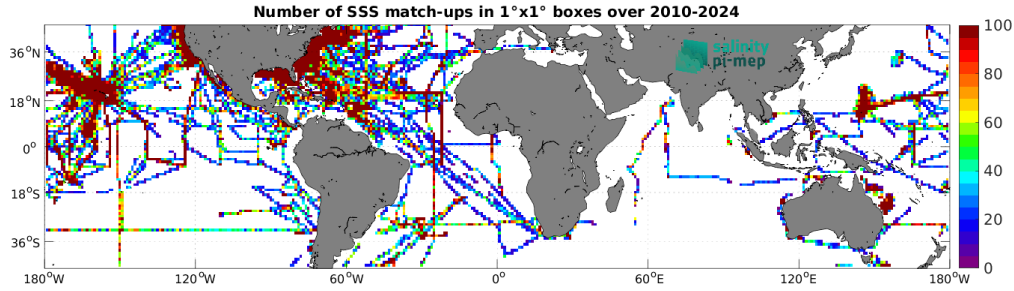 Number of SSS match-ups in 1°x1° boxes over 2010-2024
36°N
18°N
0°
18°S
36°S
180°W
120°W
60°W
0°
60°E
120°E
180°W
salinity
pi-mep
100
80
60
40
20
0